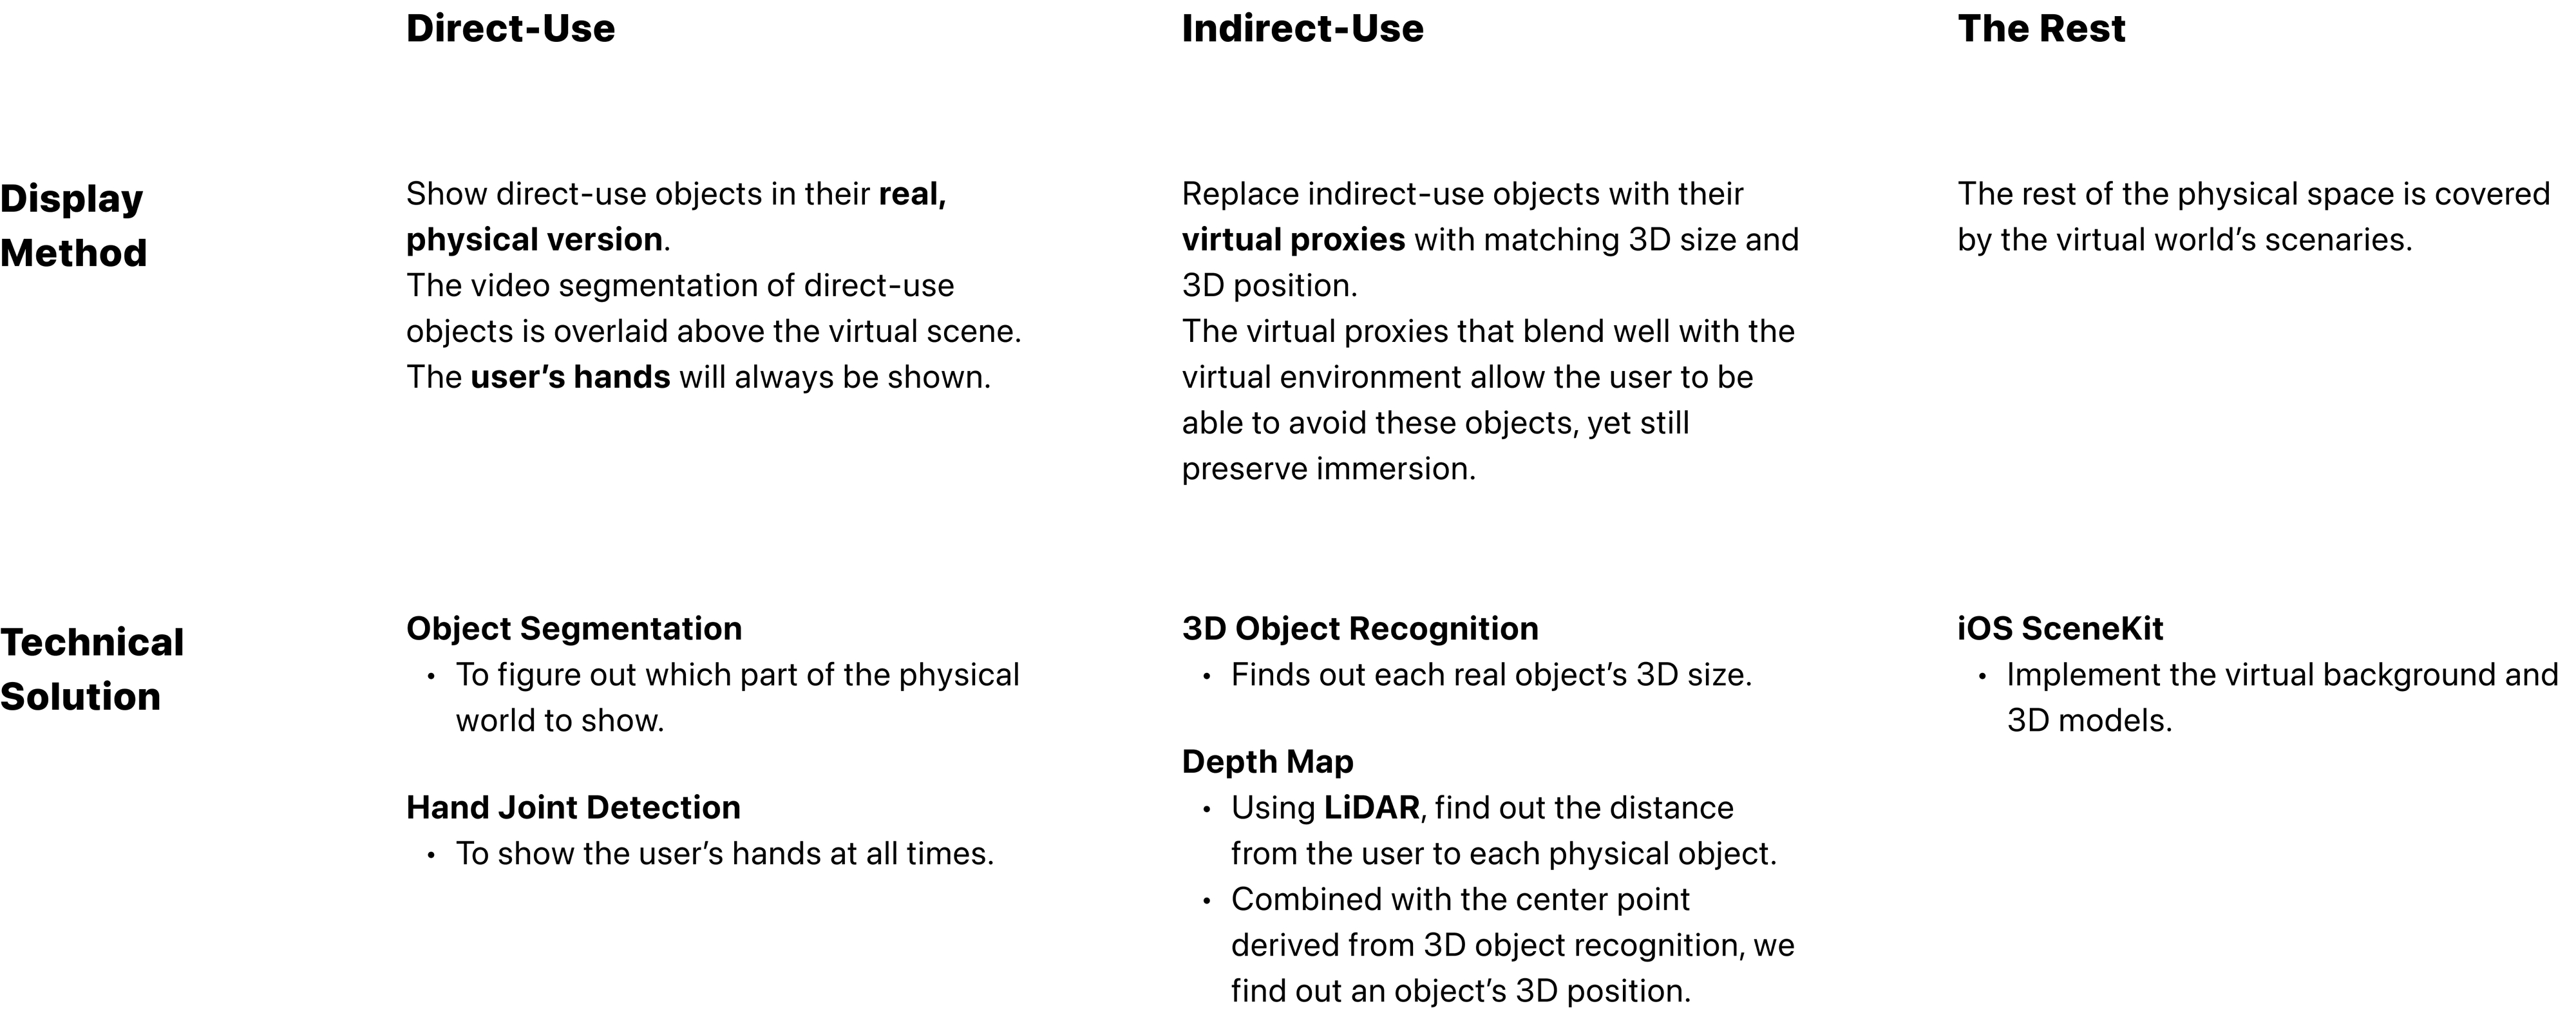 Direct-Use
Indirect-Use
The Rest
Display
Method
Show direct-use objects in their real,
physical version.
The video segmentation of direct-use
objects is overlaid above the virtual scene.
The user’s hands will always be shown.
Replace indirect-use objects with their
virtual proxies with matching 3D size and
3D position.
The virtual proxies that blend well with the
virtual environment allow the user to be
able to avoid these objects, yet still
preserve immersion.
The rest of the physical space is covered
by the virtual world’s scenaries.
Technical
Solution
Object Segmentation
• To figure out which part of the physical
world to show.
Hand Joint Detection
• To show the user’s hands at all times.
3D Object Recognition
• Finds out each real object’s 3D size.
Depth Map
• Using LiDAR, find out the distance
from the user to each physical object.
• Combined with the center point
derived from 3D object recognition, we
find out an object’s 3D position.
iOS SceneKit
• Implement the virtual background and
3D models.